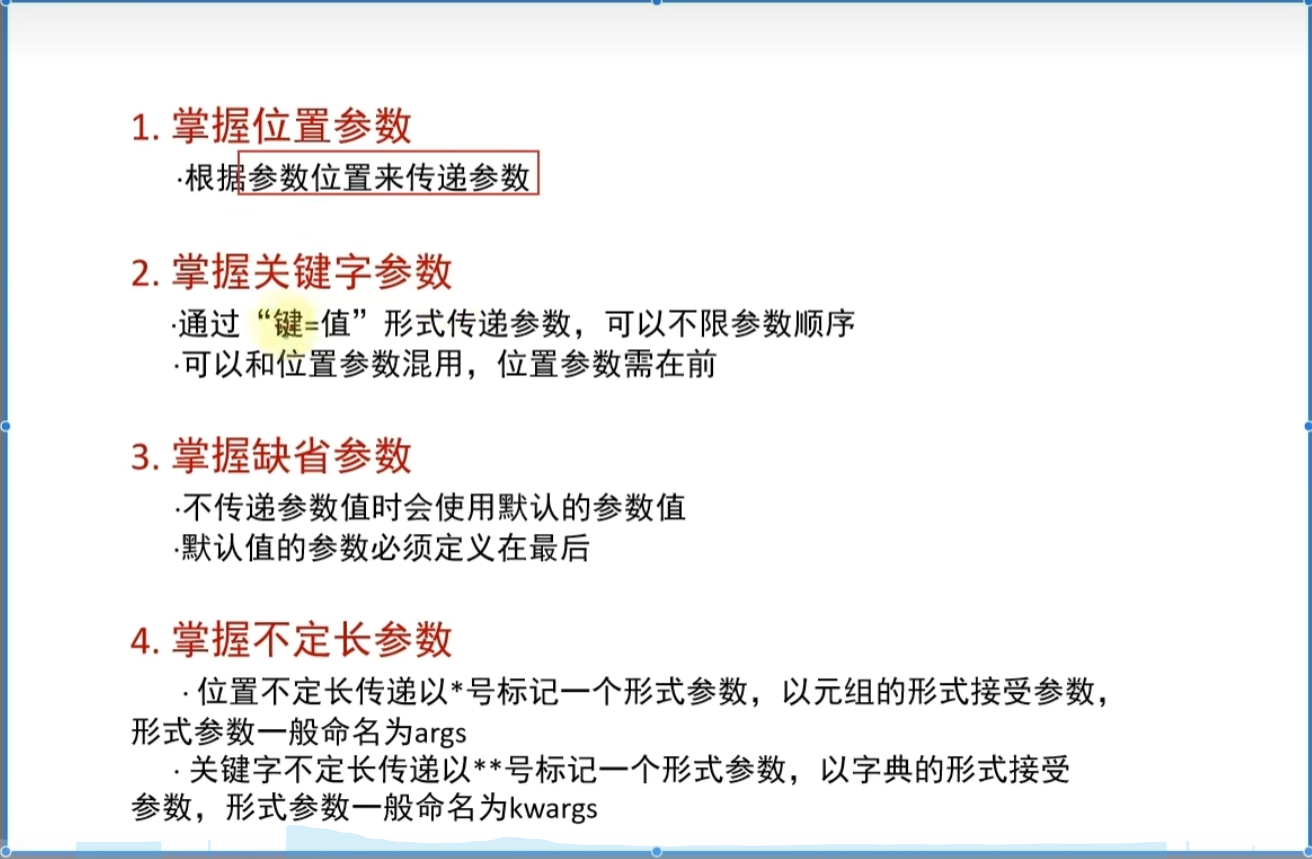 1. 掌握位置参数
·根据参数位置来传递参数
2. 掌握关键字参数
·通过“键=值”形式传递参数，可以不限参数顺序
·可以和位置参数混用，位置参数需在前
3. 掌握缺省参数
·不传递参数值时会使用默认的参数值
·默认值的参数必须定义在最后
4. 掌握不定长参数
· 位置不定长传递以*号标记一个形式参数，以元组的形式接受参数，
形式参数一般命名为args
· 关键字不定长传递以**号标记一个形式参数，以字典的形式接受
参数，形式参数一般命名为kwargs